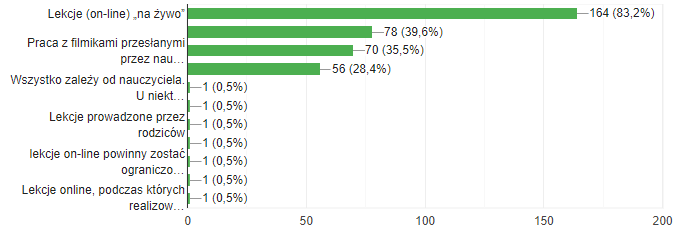 Lekcje (on-line) „na żywo”
164 (83,2%)
78 (39,6%)
Praca z filmikami przesłanymi
przez nau…
70 (35,5%)
56 (28,4%)
Wszystko zależy od nauczyciela.
U niekt…
1 (0,5%)
1 (0,5%)
Lekcje prowadzone przez
rodziców
1 (0,5%)
1 (0,5%)
lekcje on-line powinny zostać
ograniczo…
1 (0,5%)
1 (0,5%)
Lekcje online, podczas których
realizow…
1 (0,5%)
0
50
100
150
200